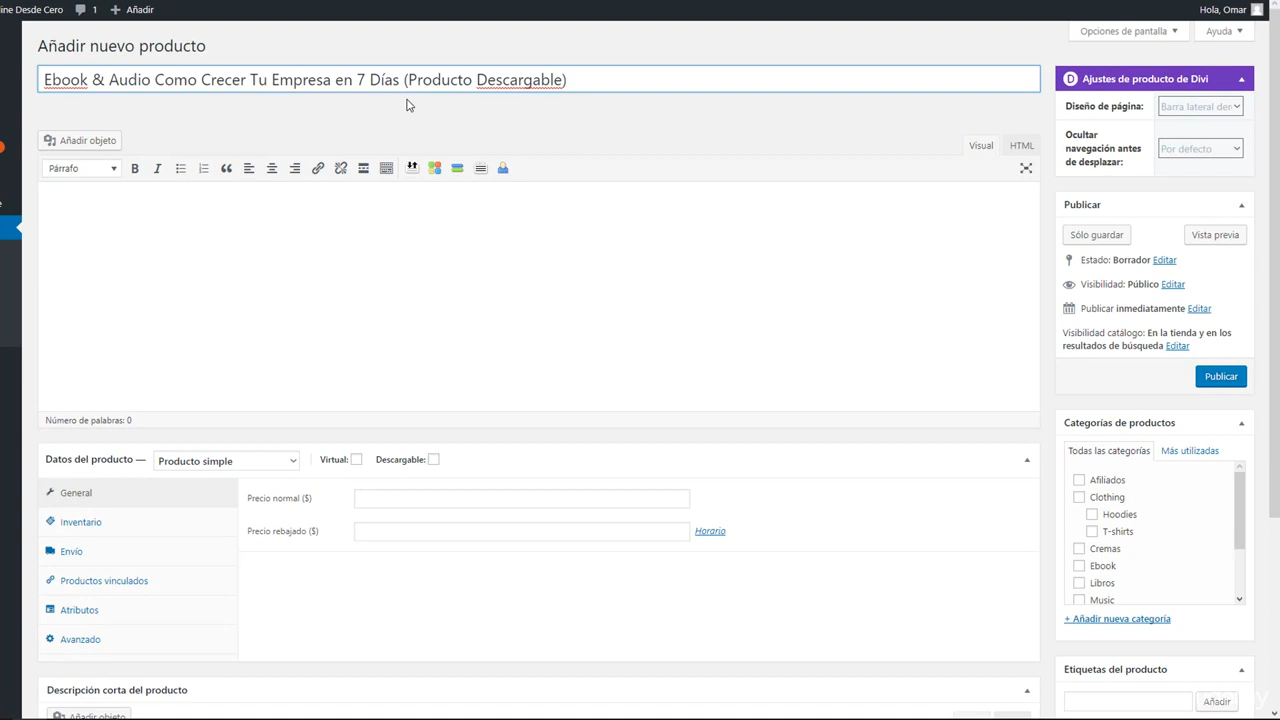 ine Desde Cero 1 Añadir Hola, Omar
Opciones de pantalla Ayuda
Añadir nuevo producto
Ebook & Audio Como Crecer Tu Empresa en 7 Días (Producto Descargable)
Añadir objeto
Visual HTML
Párrafo B I
Número de palabras: 0
Datos del producto — Producto simple Virtual: Descargable:
General
Inventario
Envío
Productos vinculados
Atributos
Avanzado
Precio normal ($)
Precio rebajado ($) Horario
Descripción corta del producto
Añadir objeto
D Ajustes de producto de Divi
Diseño de página: Barra lateral der
Ocultar
navegación antes
de desplazar:
Por defecto
Publicar
Sólo guardar Vista previa
Estado: Borrador Editar
Visibilidad: Público Editar
Publicar inmediatamente Editar
Visibilidad catálogo: En la tienda y en los
resultados de búsqueda Editar
Publicar
Categorías de productos
Todas las categorías Más utilizadas
Afiliados
Clothing
Hoodies
T-shirts
Cremas
Ebook
Libros
Music
+ Añadir nueva categoría
Etiquetas del producto
Añadir